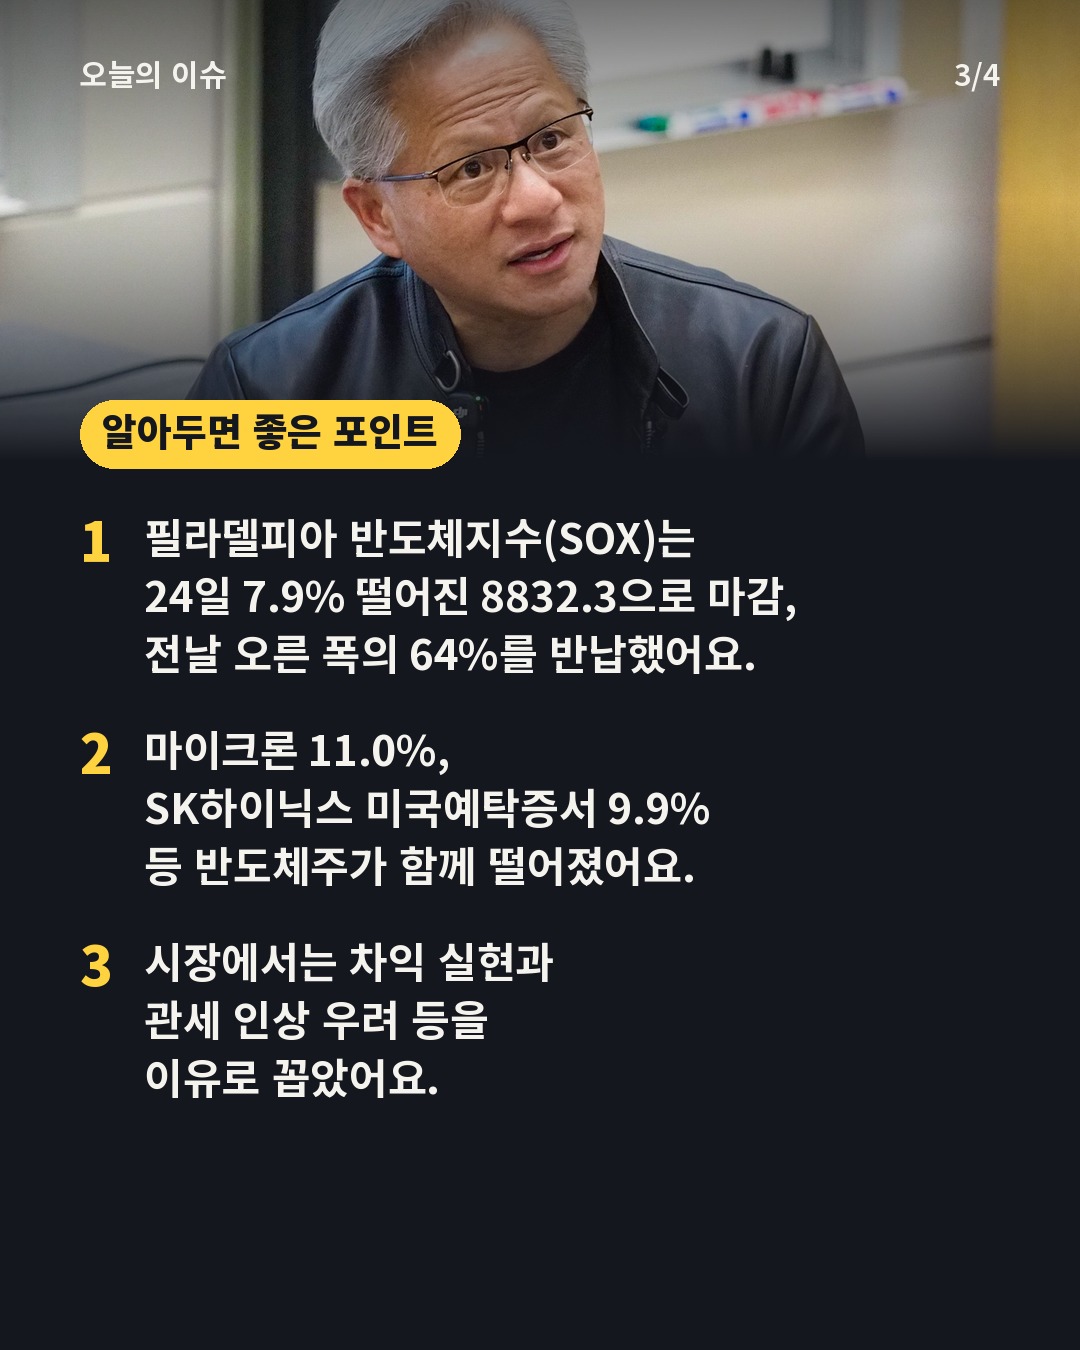 오늘의 이슈
3/4
알아두면 좋은 포인트
1 필라델피아 반도체지수(SOX)는
24일 7.9% 떨어진 8832.3으로 마감,
전날 오른 폭의 64%를 반납했어요.
2 마이크론 11.0%,
SK하이닉스 미국예탁증서 9.9%
등 반도체주가 함께 떨어졌어요.
3 시장에서는 차익 실현과
관세 인상 우려 등을
이유로 꼽았어요.